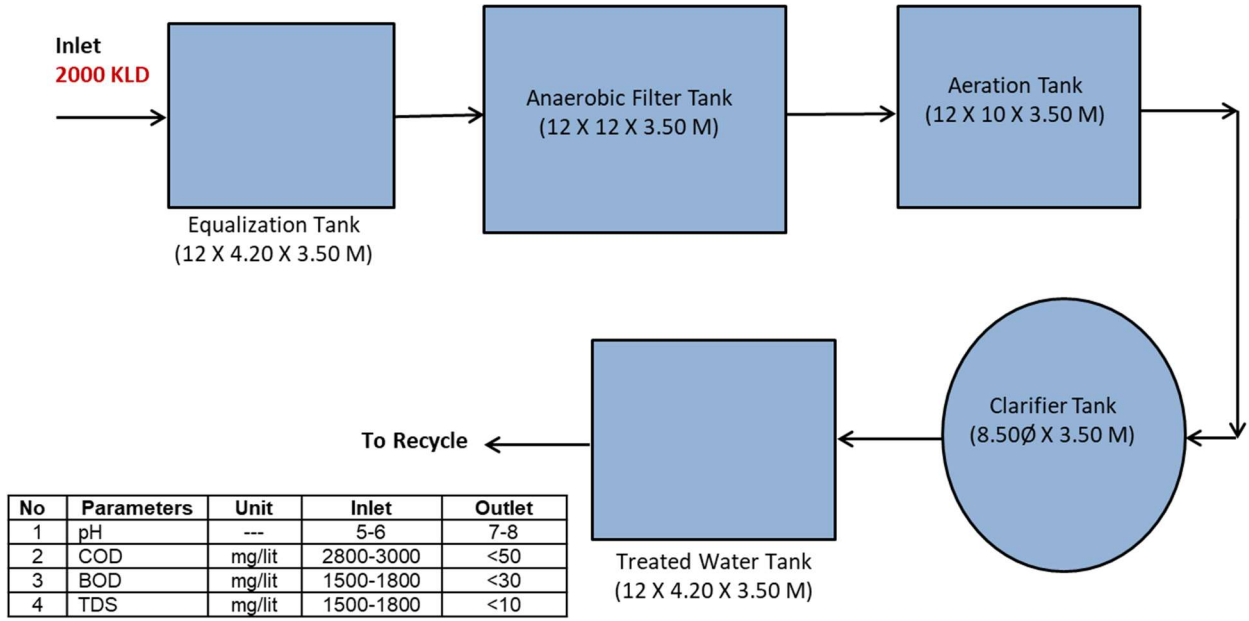 Inlet
2000 KLD
Equalization Tank
(12 X 4.20 X 3.50 M)
Anaerobic Filter Tank
(12 X 12 X 3.50 M)
Aeration Tank
(12 X 10 X 3.50 M)
Clarifier Tank
(8.50Ø X 3.50 M)
Treated Water Tank
(12 X 4.20 X 3.50 M)
To Recycle
No Parameters Unit Inlet Outlet
1 pH --- 5-6 7-8
2 COD mg/lit 2800-3000 <50
3 BOD mg/lit 1500-1800 <30
4 TDS mg/lit 1500-1800 <10